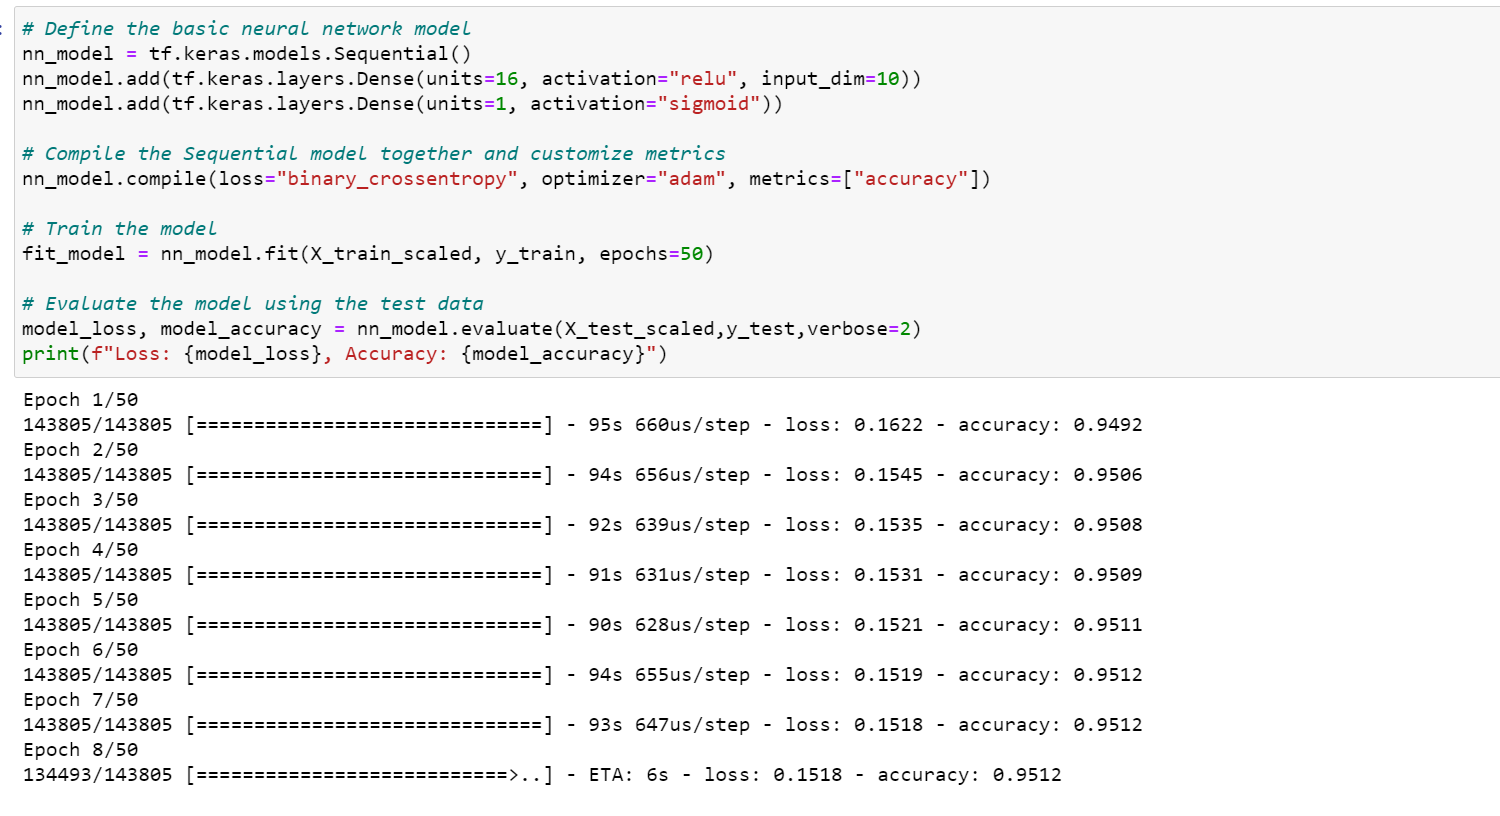 :
# Define the basic neural network model
nn_model = tf.keras.models.Sequential()
nn_model.add(tf.keras.layers.Dense(units=16, activation="relu", input_dim=10))
nn_model.add(tf.keras.layers.Dense(units=1, activation="sigmoid"))
# Compile the Sequential model together and customize metrics
nn_model.compile(loss="binary_crossentropy", optimizer="adam", metrics=["accuracy"])
# Train the model
fit_model = nn_model.fit(X_train_scaled, y_train, epochs=50)
# Evaluate the model using the test data
model_loss, model_accuracy = nn_model.evaluate(X_test_scaled,y_test,verbose=2)
print(f"Loss: {model_loss}, Accuracy: {model_accuracy}")
Epoch 1/50
143805/143805 [==============================] - 95s 660us/step - loss: 0.1622 - accuracy: 0.9492
Epoch 2/50
143805/143805 [==============================] - 94s 656us/step - loss: 0.1545 - accuracy: 0.9506
Epoch 3/50
143805/143805 [==============================] - 92s 639us/step - loss: 0.1535 - accuracy: 0.9508
Epoch 4/50
143805/143805 [==============================] - 91s 631us/step - loss: 0.1531 - accuracy: 0.9509
Epoch 5/50
143805/143805 [==============================] - 90s 628us/step - loss: 0.1521 - accuracy: 0.9511
Epoch 6/50
143805/143805 [==============================] - 94s 655us/step - loss: 0.1519 - accuracy: 0.9512
Epoch 7/50
143805/143805 [==============================] - 93s 647us/step - loss: 0.1518 - accuracy: 0.9512
Epoch 8/50
134493/143805 [===========================>..] - ETA: 6s - loss: 0.1518 - accuracy: 0.9512